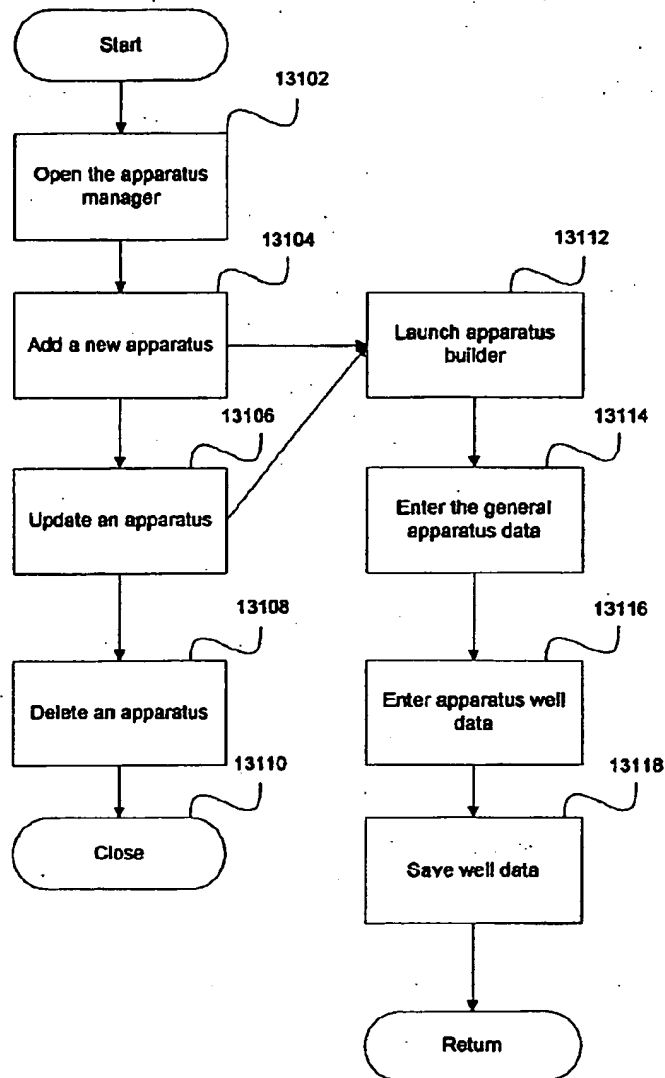 Start
13102
Open the apparatus
manager
13104
Add a new apparatus
13106
Update an apparatus
13108
Delete an apparatus
13110
Close
13112
Launch apparatus
builder
13114
Enter the general
apparatus data
13116
Enter apparatus well
data
13118
Save well data
Return